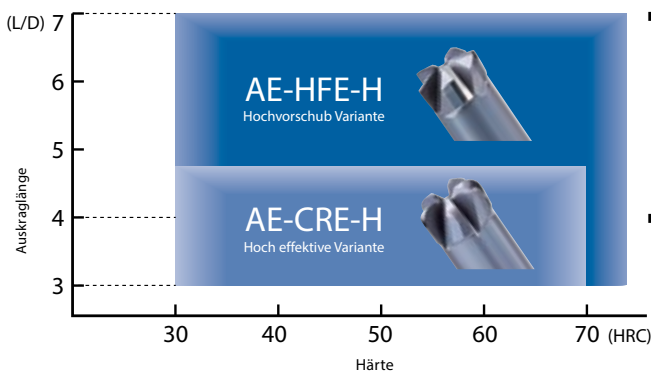 (L/D)
7
6
5
4
3
Auskraglänge
AE-HFE-H
Hochvorschub Variante
AE-CRE-H
Hoch effektive Variante
30 40 50 60 70 (HRC)
Härte